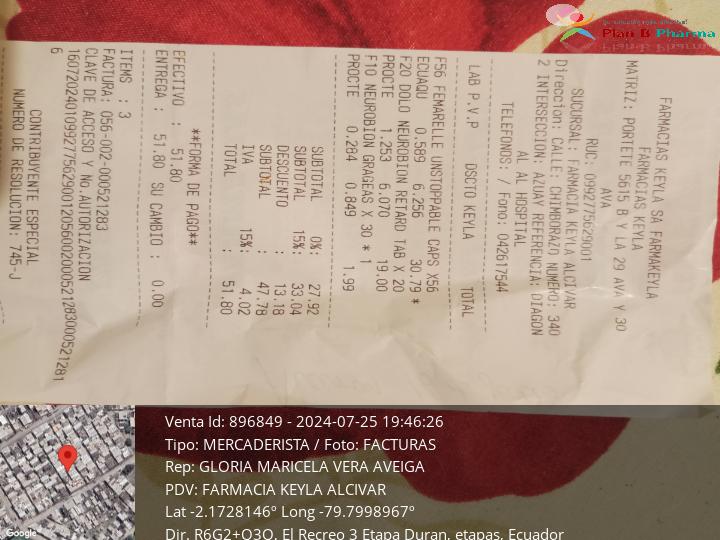 Plan B Pharma
FARMACIAS KEYLA SA FARMAKEYLA
FARMACIAS KEYLA
MATRIZ: PORTETE 5615 B Y LA 29 AVA Y 30
AVA
RUC: 0992775629001
SUCURSAL: FARMACIA KEYLA ALCIVAR
Direccion: CALLE: CHIMBORAZO NUMERO: 340
2 INTERSECCION: AZUAY REFERENCIA: DIAGON
AL AL HOSPITAL
TELEFONOS: / Fono: 042617544
LAB P.V.P DSCTO KEYLA TOTAL
F56 FEMARELLE UNSTOPPABLE CAPS X56
ECUAQU 0.589 6.256 30.79 *
F20 DOLO NEUROBION RETARD TAB X 20
PROCTE 1.253 6.070 19.00
F10 NEUROBION GRAGEAS X 30 * 1
PROCTE 0.284 0.849 1.99
SUBTOTAL 0%: 27.92
SUBTOTAL 15%: 33.04
DESCUENTO : 13.18
SUBTOTAL : 47.78
IVA 15%: 4.02
TOTAL : 51.80
**FORMA DE PAGO**
EFECTIVO : 51.80
ENTREGA : 51.80 SU CAMBIO : 0.00
ITEMS : 3
FACTURA: 056-002-000521283
CLAVE DE ACCESO Y No.AUTORIZACION
160720240109927756290012056002000521283000521281
6
CONTRIBUYENTE ESPECIAL
NUMERO DE RESOLUCION: 745-J
Google
Venta Id: 896849 - 2024-07-25 19:46:26
Tipo: MERCADERISTA / Foto: FACTURAS
Rep: GLORIA MARICELA VERA AVEIGA
PDV: FARMACIA KEYLA ALCIVAR
Lat -2.1728146º Long -79.7998967º
Dir. R6G2+Q3Q, El Recreo 3 Etapa Duran, etapas, Ecuador